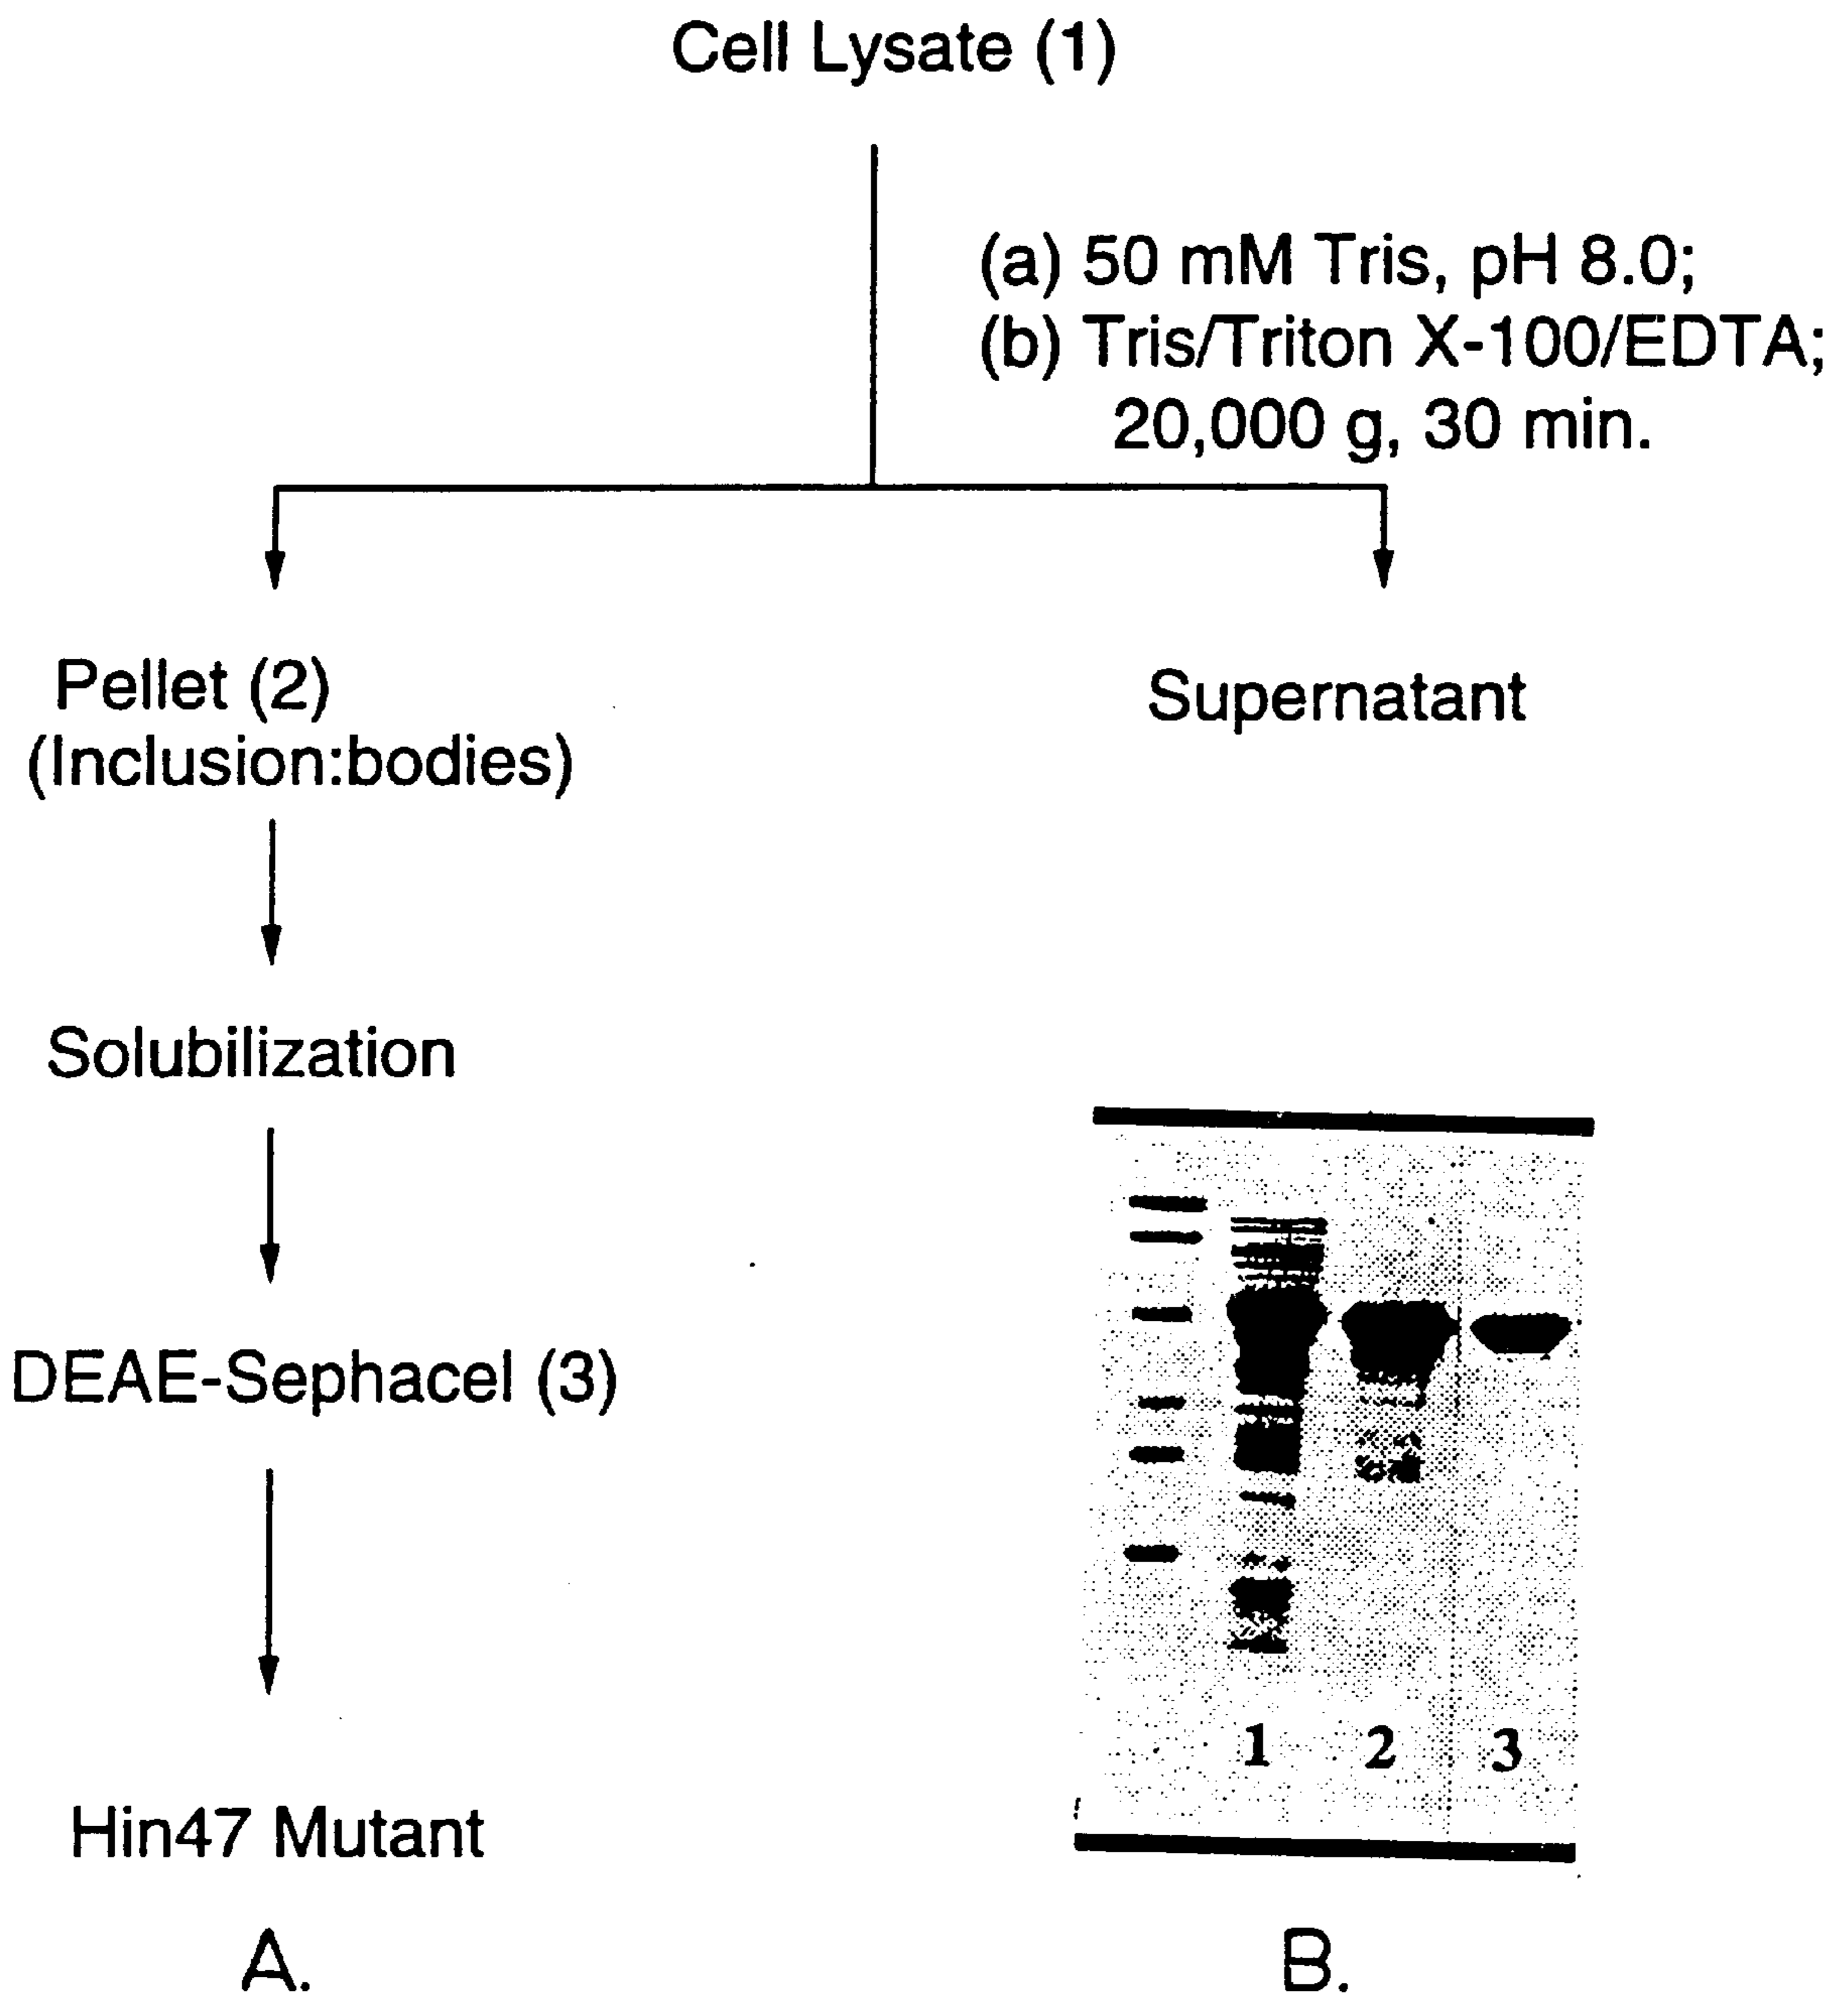 Cell Lysate (1)
(a) 50 mM Tris, pH 8.0;
(b) Tris/Triton X-100/EDTA;
20,000 g, 30 min.
Pellet (2)
(Inclusion:bodies)
Supernatant
Solubilization
DEAE-Sephacel (3)
Hin47 Mutant
1 2 3
A.
B.